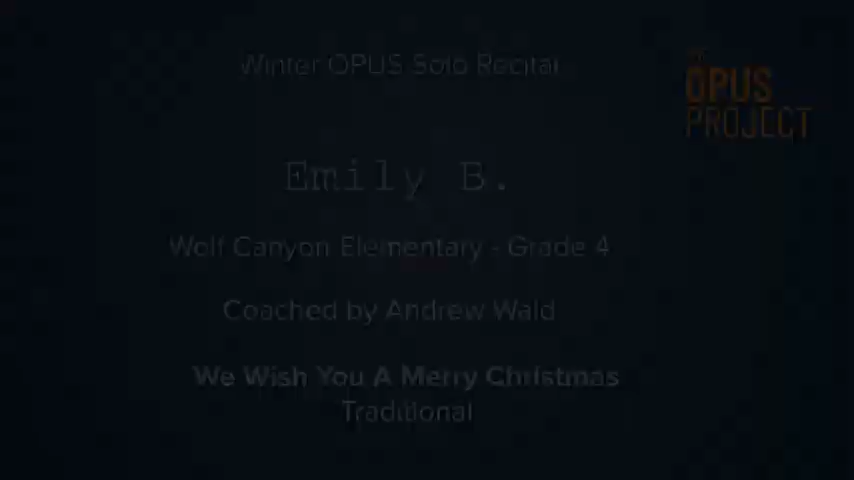 Winter OPUS Solo Recital
THE
OPUS
PROJECT
Emily B.
Wolf Canyon Elementary - Grade 4
Coached by Andrew Wald
We Wish You A Merry Christmas
Traditional